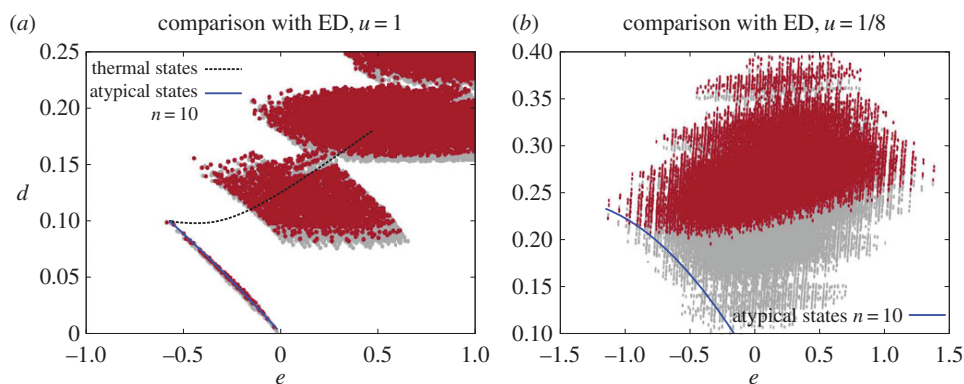 (a) comparison with ED, u = 1
0.25
0.20
0.15
0.10
0.05
0
d
thermal states
atypical states
n = 10
−1.0 −0.5 0 0.5 1.0
e
(b) comparison with ED, u = 1/8
0.40
0.35
0.30
0.25
0.20
0.15
0.10
atypical states n = 10
−1.5 −1.0 −0.5 0 0.5 1.0 1.5
e